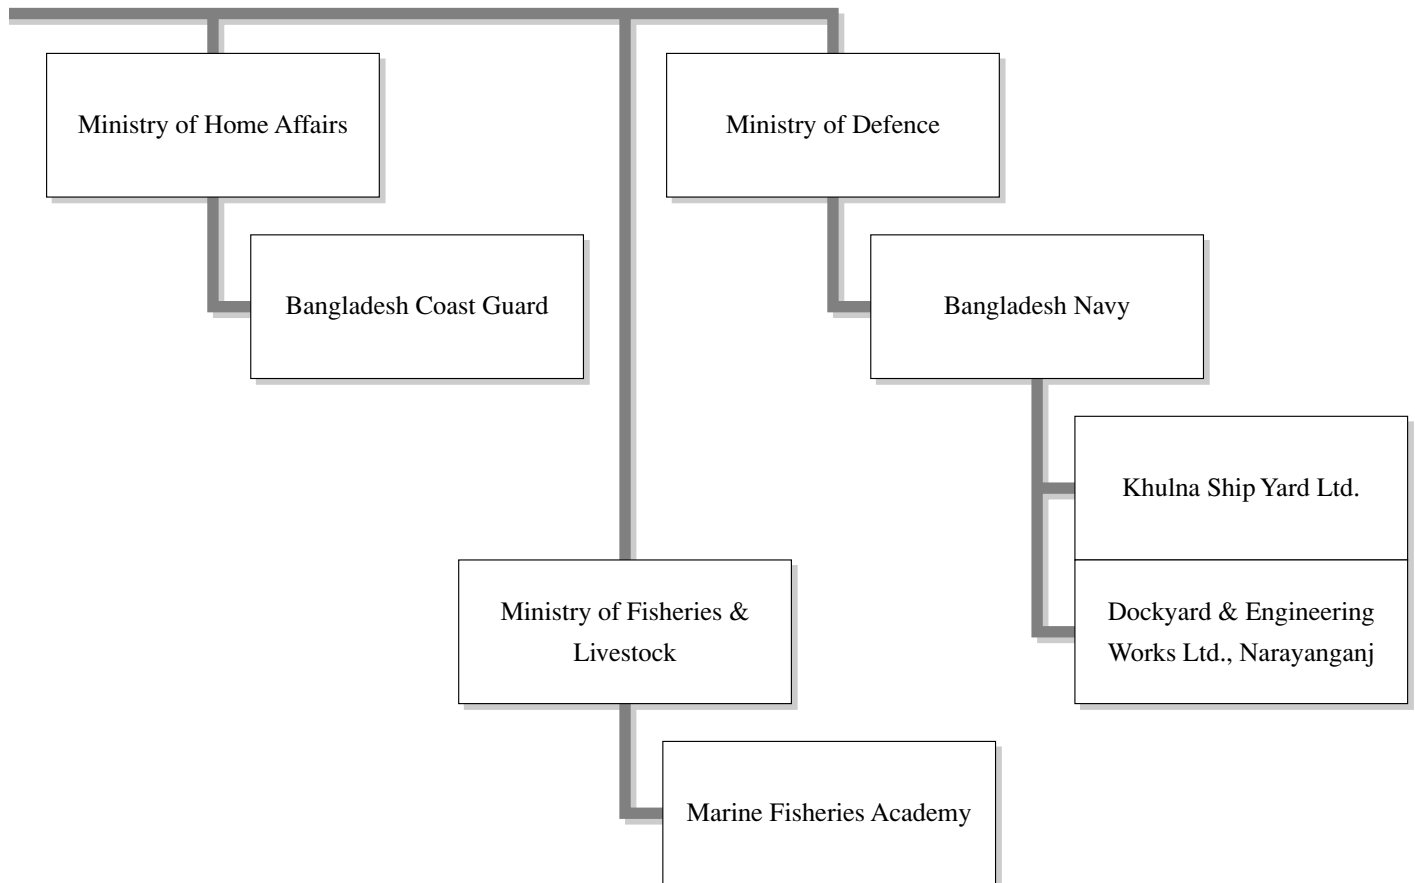 Ministry of Home Affairs
Ministry of Defence
Bangladesh Coast Guard
Bangladesh Navy
Khulna Ship Yard Ltd.
Ministry of Fisheries &
Livestock
Dockyard & Engineering
Works Ltd., Narayanganj
Marine Fisheries Academy